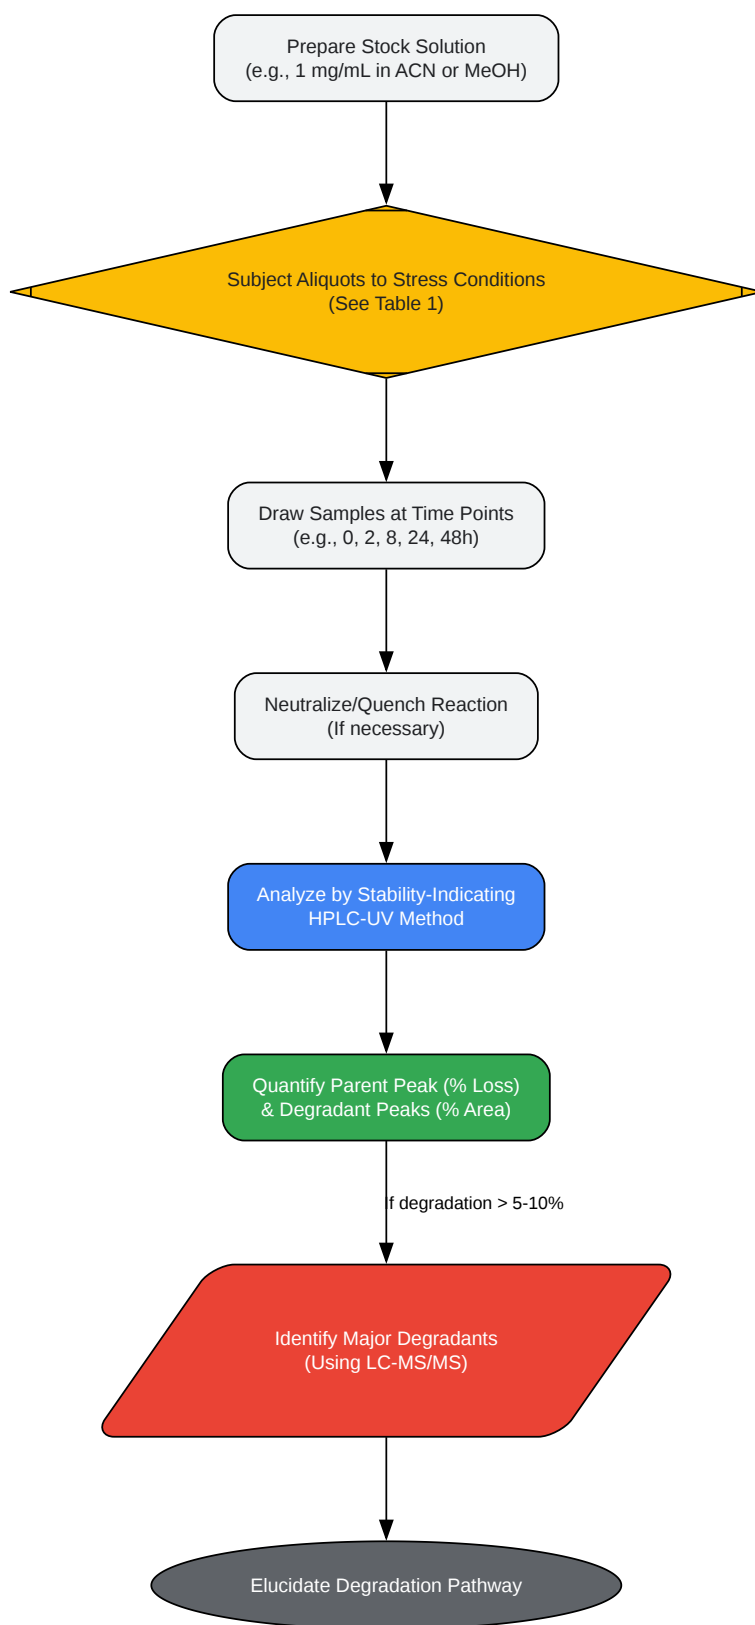 Prepare Stock Solution
(e.g., 1 mg/mL in ACN or MeOH)
Subject Aliquots to Stress Conditions
(See Table 1)
Draw Samples at Time Points
(e.g., 0, 2, 8, 24, 48h)
Neutralize/Quench Reaction
(If necessary)
Analyze by Stability-Indicating
HPLC-UV Method
Quantify Parent Peak (% Loss)
& Degradant Peaks (% Area)
If degradation > 5-10%
Identify Major Degradants
(Using LC-MS/MS)
Elucidate Degradation Pathway